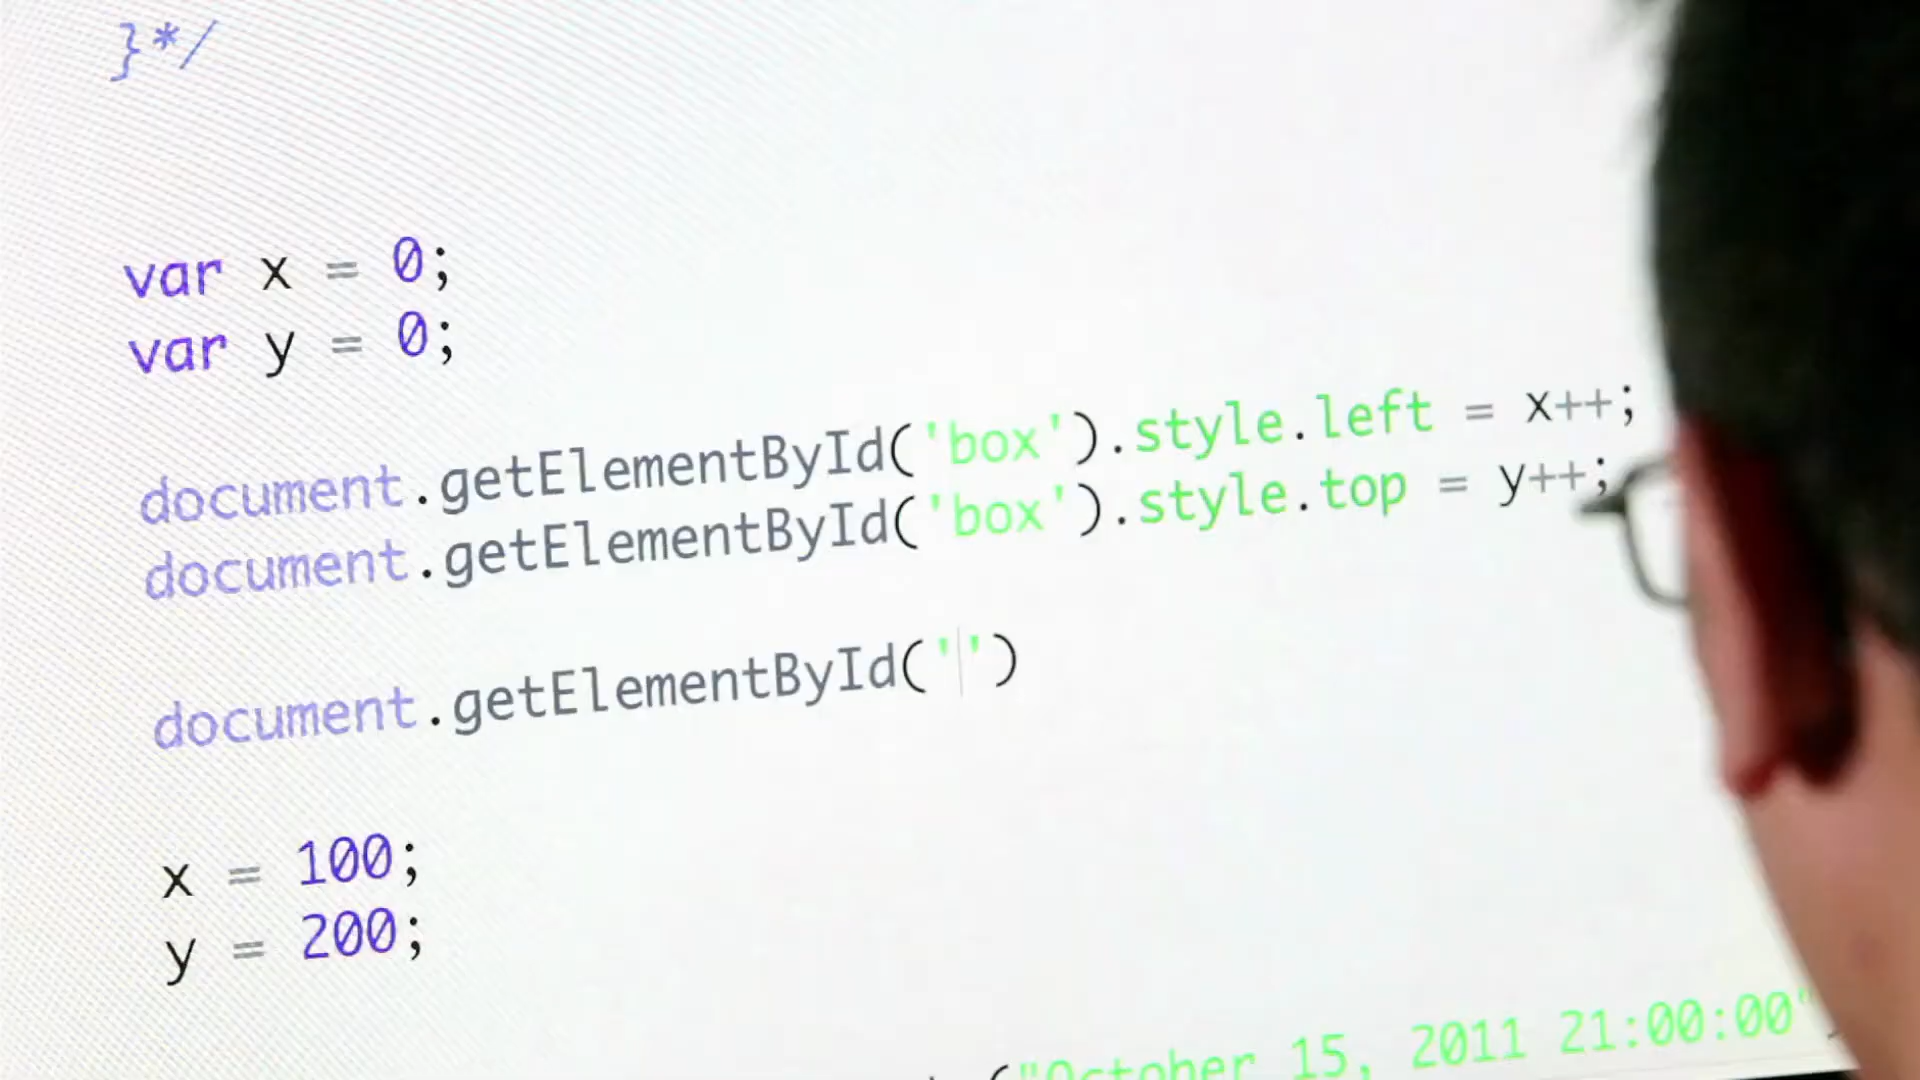 }*/
var x = 0;
var y = 0;
document.getElementById('box').style.left = x++;
document.getElementById('box').style.top = y++;
document.getElementById('')
x = 100;
y = 200;
("October 15, 2011 21:00:00"